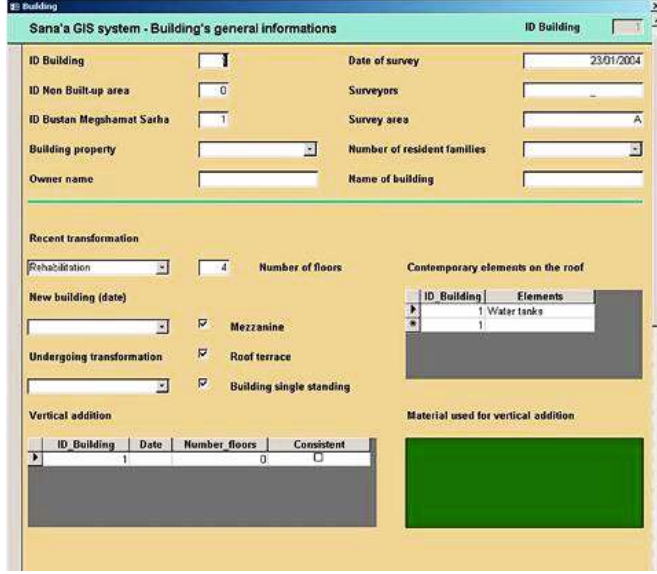 Building
Sana'a GIS system - Building's general informations
ID Building 1
ID Building 1
Date of survey 23/01/2004
ID Non Built-up area 0
Surveyors _
ID Bustan Megshamat Sarha 1
Survey area A
Building property
Number of resident families
Owner name
Name of building
Recent transformation
Rehabilitation 4 Number of floors
Contemporary elements on the roof
New building (date)
ID_Building Elements
1 Water tanks
1
Mezzanine
Undergoing transformation
Roof terrace
Building single standing
Vertical addition
Material used for vertical addition
ID_Building Date Number_floors Consistent
1 0